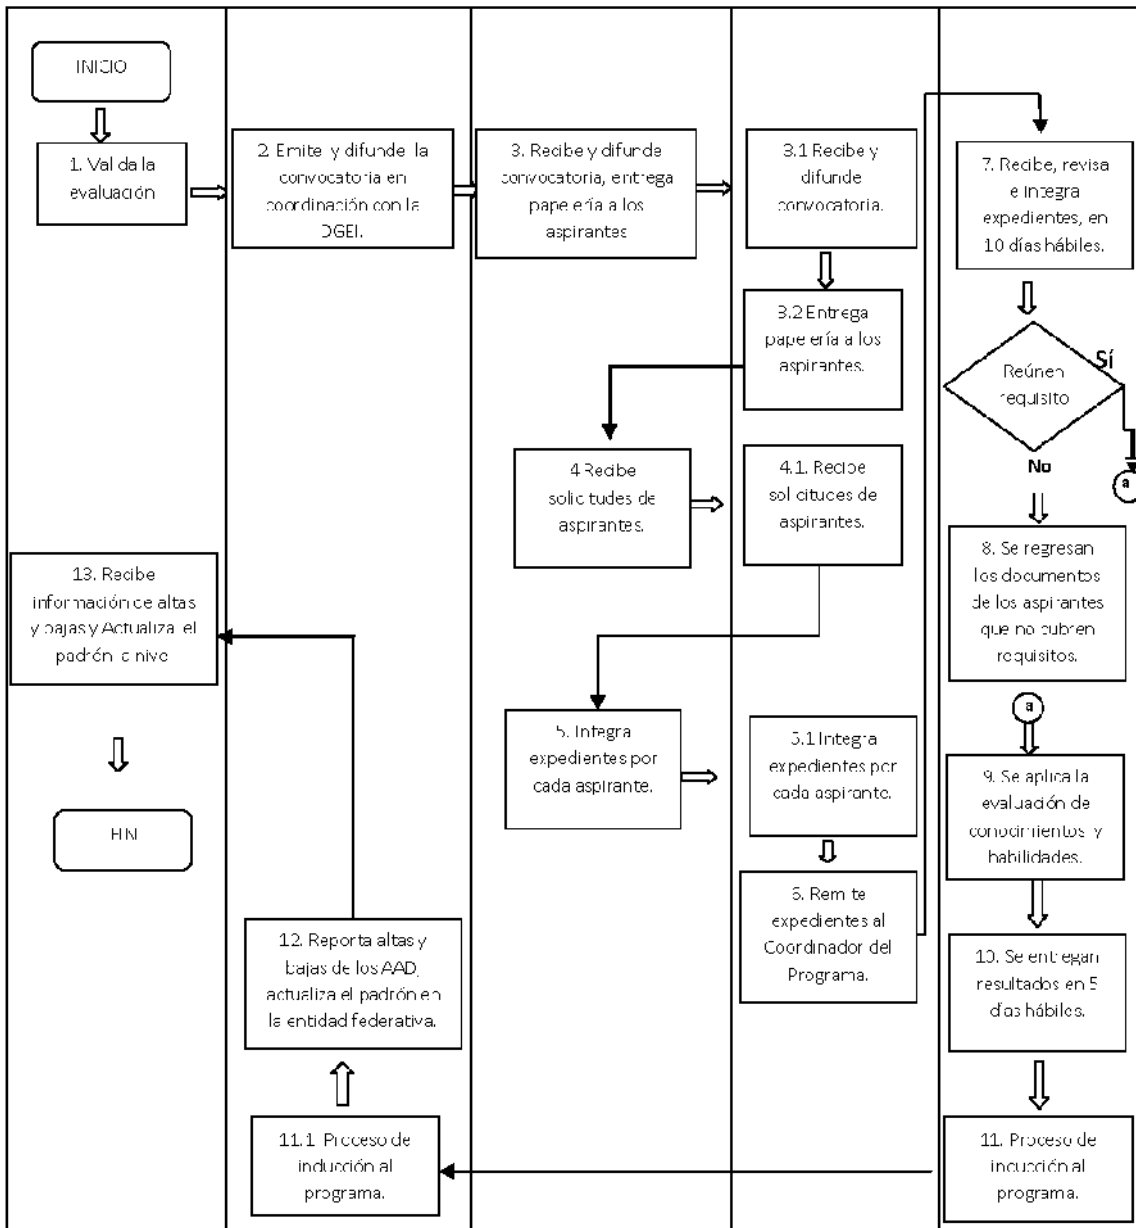 INICIO
1. Valida la
evaluación
2. Emite y difunde la
convocatoria en
coordinación con la
DGEI.
3. Recibe y difunde
convocatoria, entrega
papelería a los
aspirantes
3.1 Recibe y
difunde
convocatoria.
3.2 Entrega
papelería a los
aspirantes.
4 Recibe
solicitudes de
aspirantes.
4.1. Recibe
solicitudes de
aspirantes.
5. Integra
expedientes por
cada aspirante.
5.1 Integra
expedientes por
cada aspirante.
6. Remite
expedientes al
Coordinador del
Programa.
7. Recibe, revisa
e integra
expedientes, en
10 días hábiles.
Reúnen
requisito
Sí
a
No
8. Se regresan
los documentos
de los aspirantes
que no cubren
requisitos.
a
9. Se aplica la
evaluación de
conocimientos y
habilidades.
10. Se entregan
resultados en 5
días hábiles.
11. Proceso de
inducción al
programa.
11.1 Proceso de
inducción al
programa.
12. Reporta altas y
bajas de los AAD,
actualiza el padrón en
la entidad federativa.
13. Recibe
información de altas
y bajas y Actualiza el
padrón a nivel
FIN